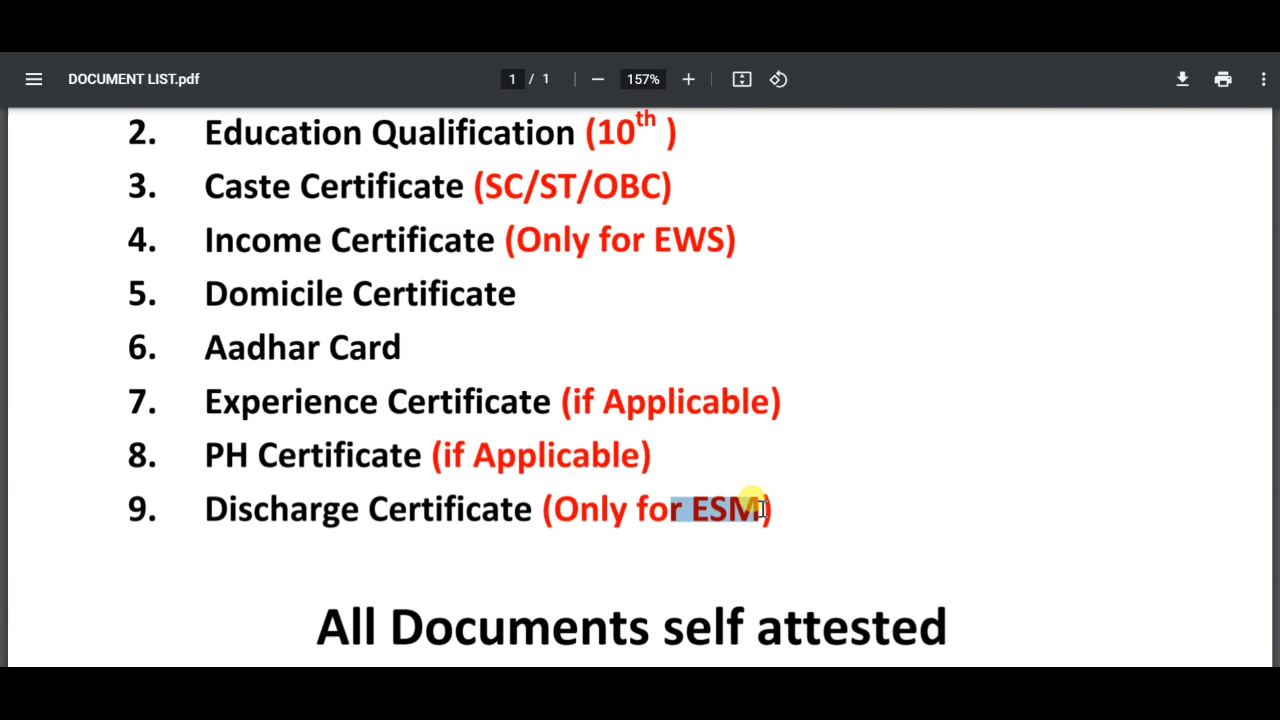 DOCUMENT LIST.pdf
1 / 1
157%
2. Education Qualification (10th )
3. Caste Certificate (SC/ST/OBC)
4. Income Certificate (Only for EWS)
5. Domicile Certificate
6. Aadhar Card
7. Experience Certificate (if Applicable)
8. PH Certificate (if Applicable)
9. Discharge Certificate (Only for ESM)
All Documents self attested